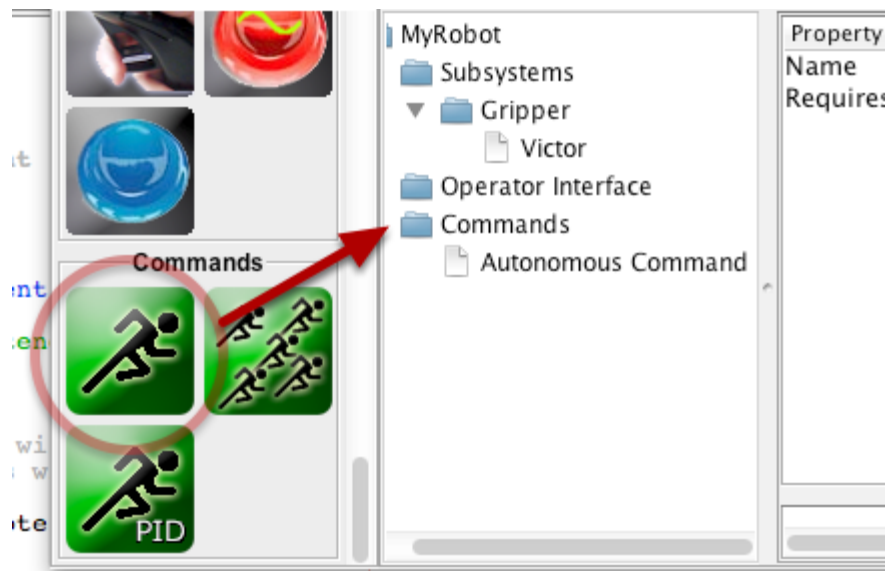 MyRobot
Subsystems
Gripper
Victor
Operator Interface
Commands
Autonomous Command
Property
Name
Requires
Commands
PID